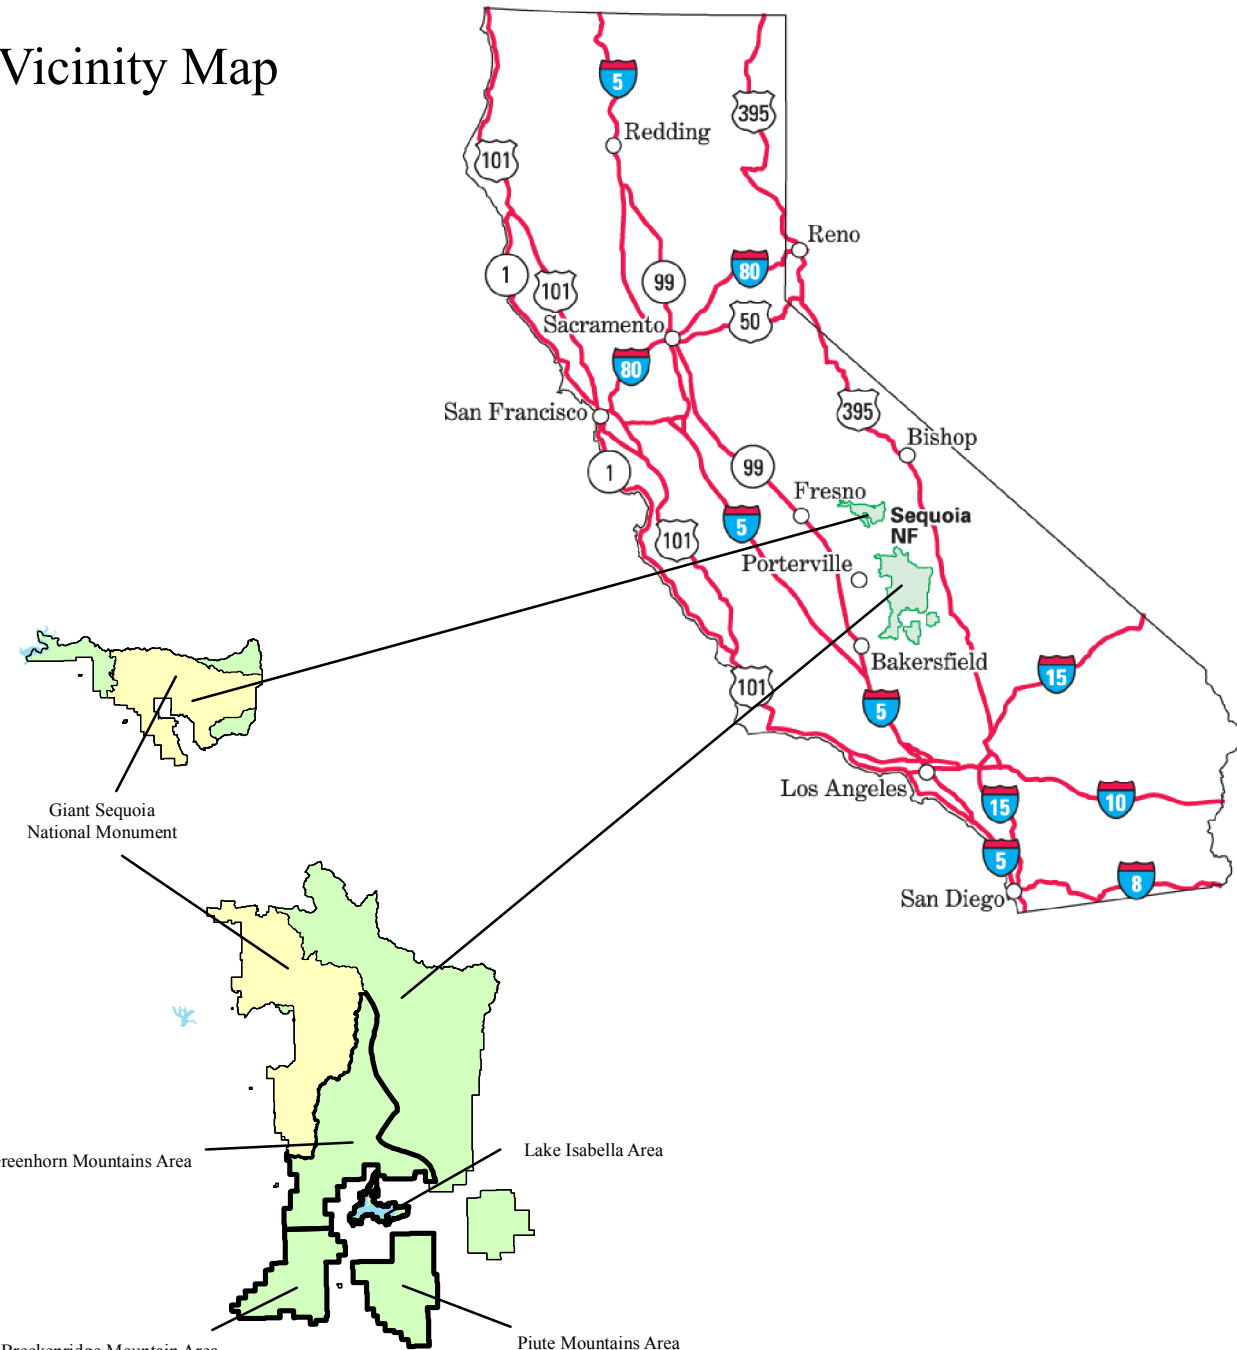 Vicinity Map
5
395
Redding
101
Reno
1
101
99
80
50
Sacramento
80
San Francisco
395
Bishop
1
99
Fresno
5
Sequoia
NF
101
Porterville
Bakersfield
15
101
5
Los Angeles
15
10
5
8
San Diego
Giant Sequoia
National Monument
reenhorn Mountains Area
Lake Isabella Area
Piute Mountains Area
Mountain Area